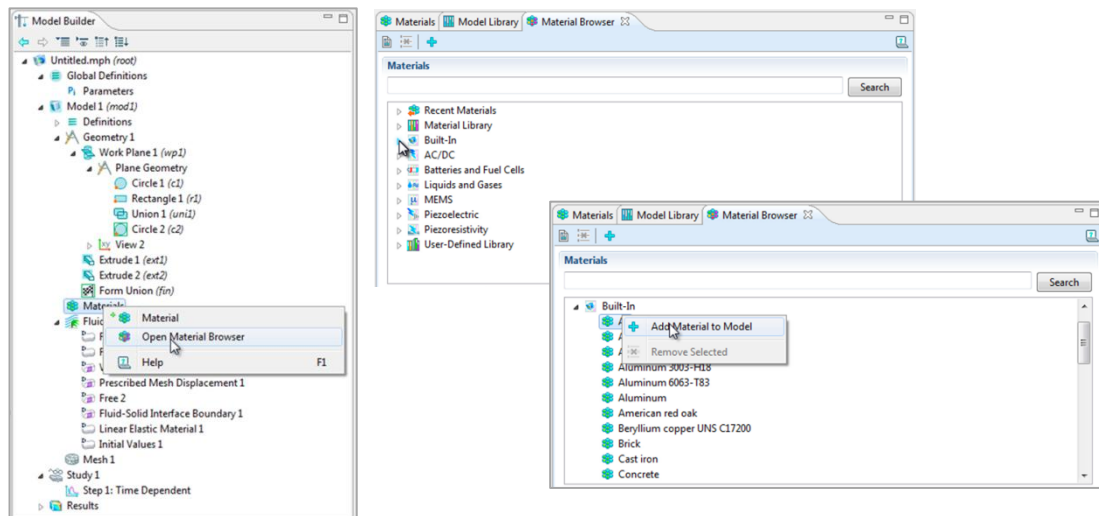 Model Builder
Untitled.mph (root)
Global Definitions
Pi Parameters
Model 1 (mod1)
Definitions
Geometry 1
Work Plane 1 (wp1)
Plane Geometry
Circle 1 (c1)
Rectangle 1 (r1)
Union 1 (uni1)
Circle 2 (c2)
View 2
Extrude 1 (ext1)
Extrude 2 (ext2)
Form Union (fin)
Materials
Material
Open Material Browser
Help F1
Prescribed Mesh Displacement 1
Free 2
Fluid-Solid Interface Boundary 1
Linear Elastic Material 1
Initial Values 1
Mesh 1
Study 1
Step 1: Time Dependent
Results
Materials Model Library Material Browser
Materials
Search
Recent Materials
Material Library
Built-In
AC/DC
Batteries and Fuel Cells
Liquids and Gases
MEMS
Piezoelectric
Piezoresistivity
User-Defined Library
Materials Model Library Material Browser
Materials
Search
Built-In
Add Material to Model
Remove Selected
Aluminum 3003-H18
Aluminum 6063-T83
Aluminum
American red oak
Beryllium copper UNS C17200
Brick
Cast iron
Concrete